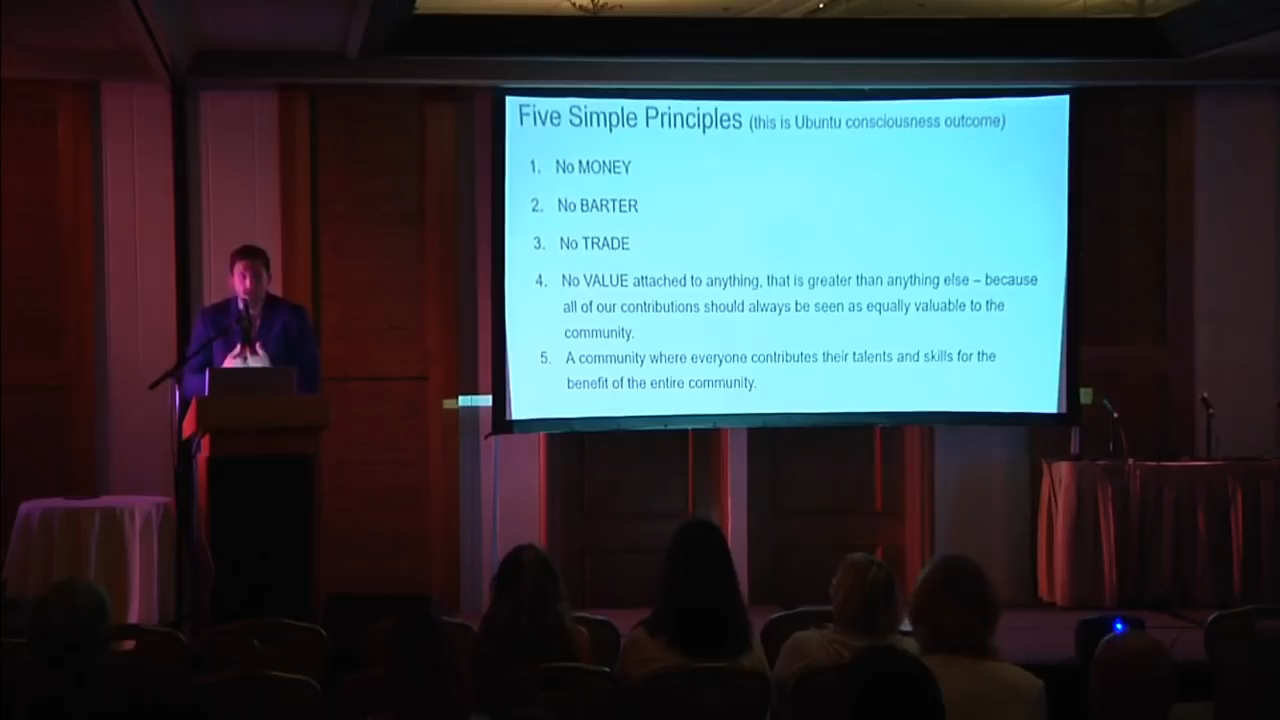 Five Simple Principles (this is Ubuntu consciousness outcome)
1. No MONEY
2. No BARTER
3. No TRADE
4. No VALUE attached to anything, that is greater than anything else – because
all of our contributions should always be seen as equally valuable to the
community.
5. A community where everyone contributes their talents and skills for the
benefit of the entire community.